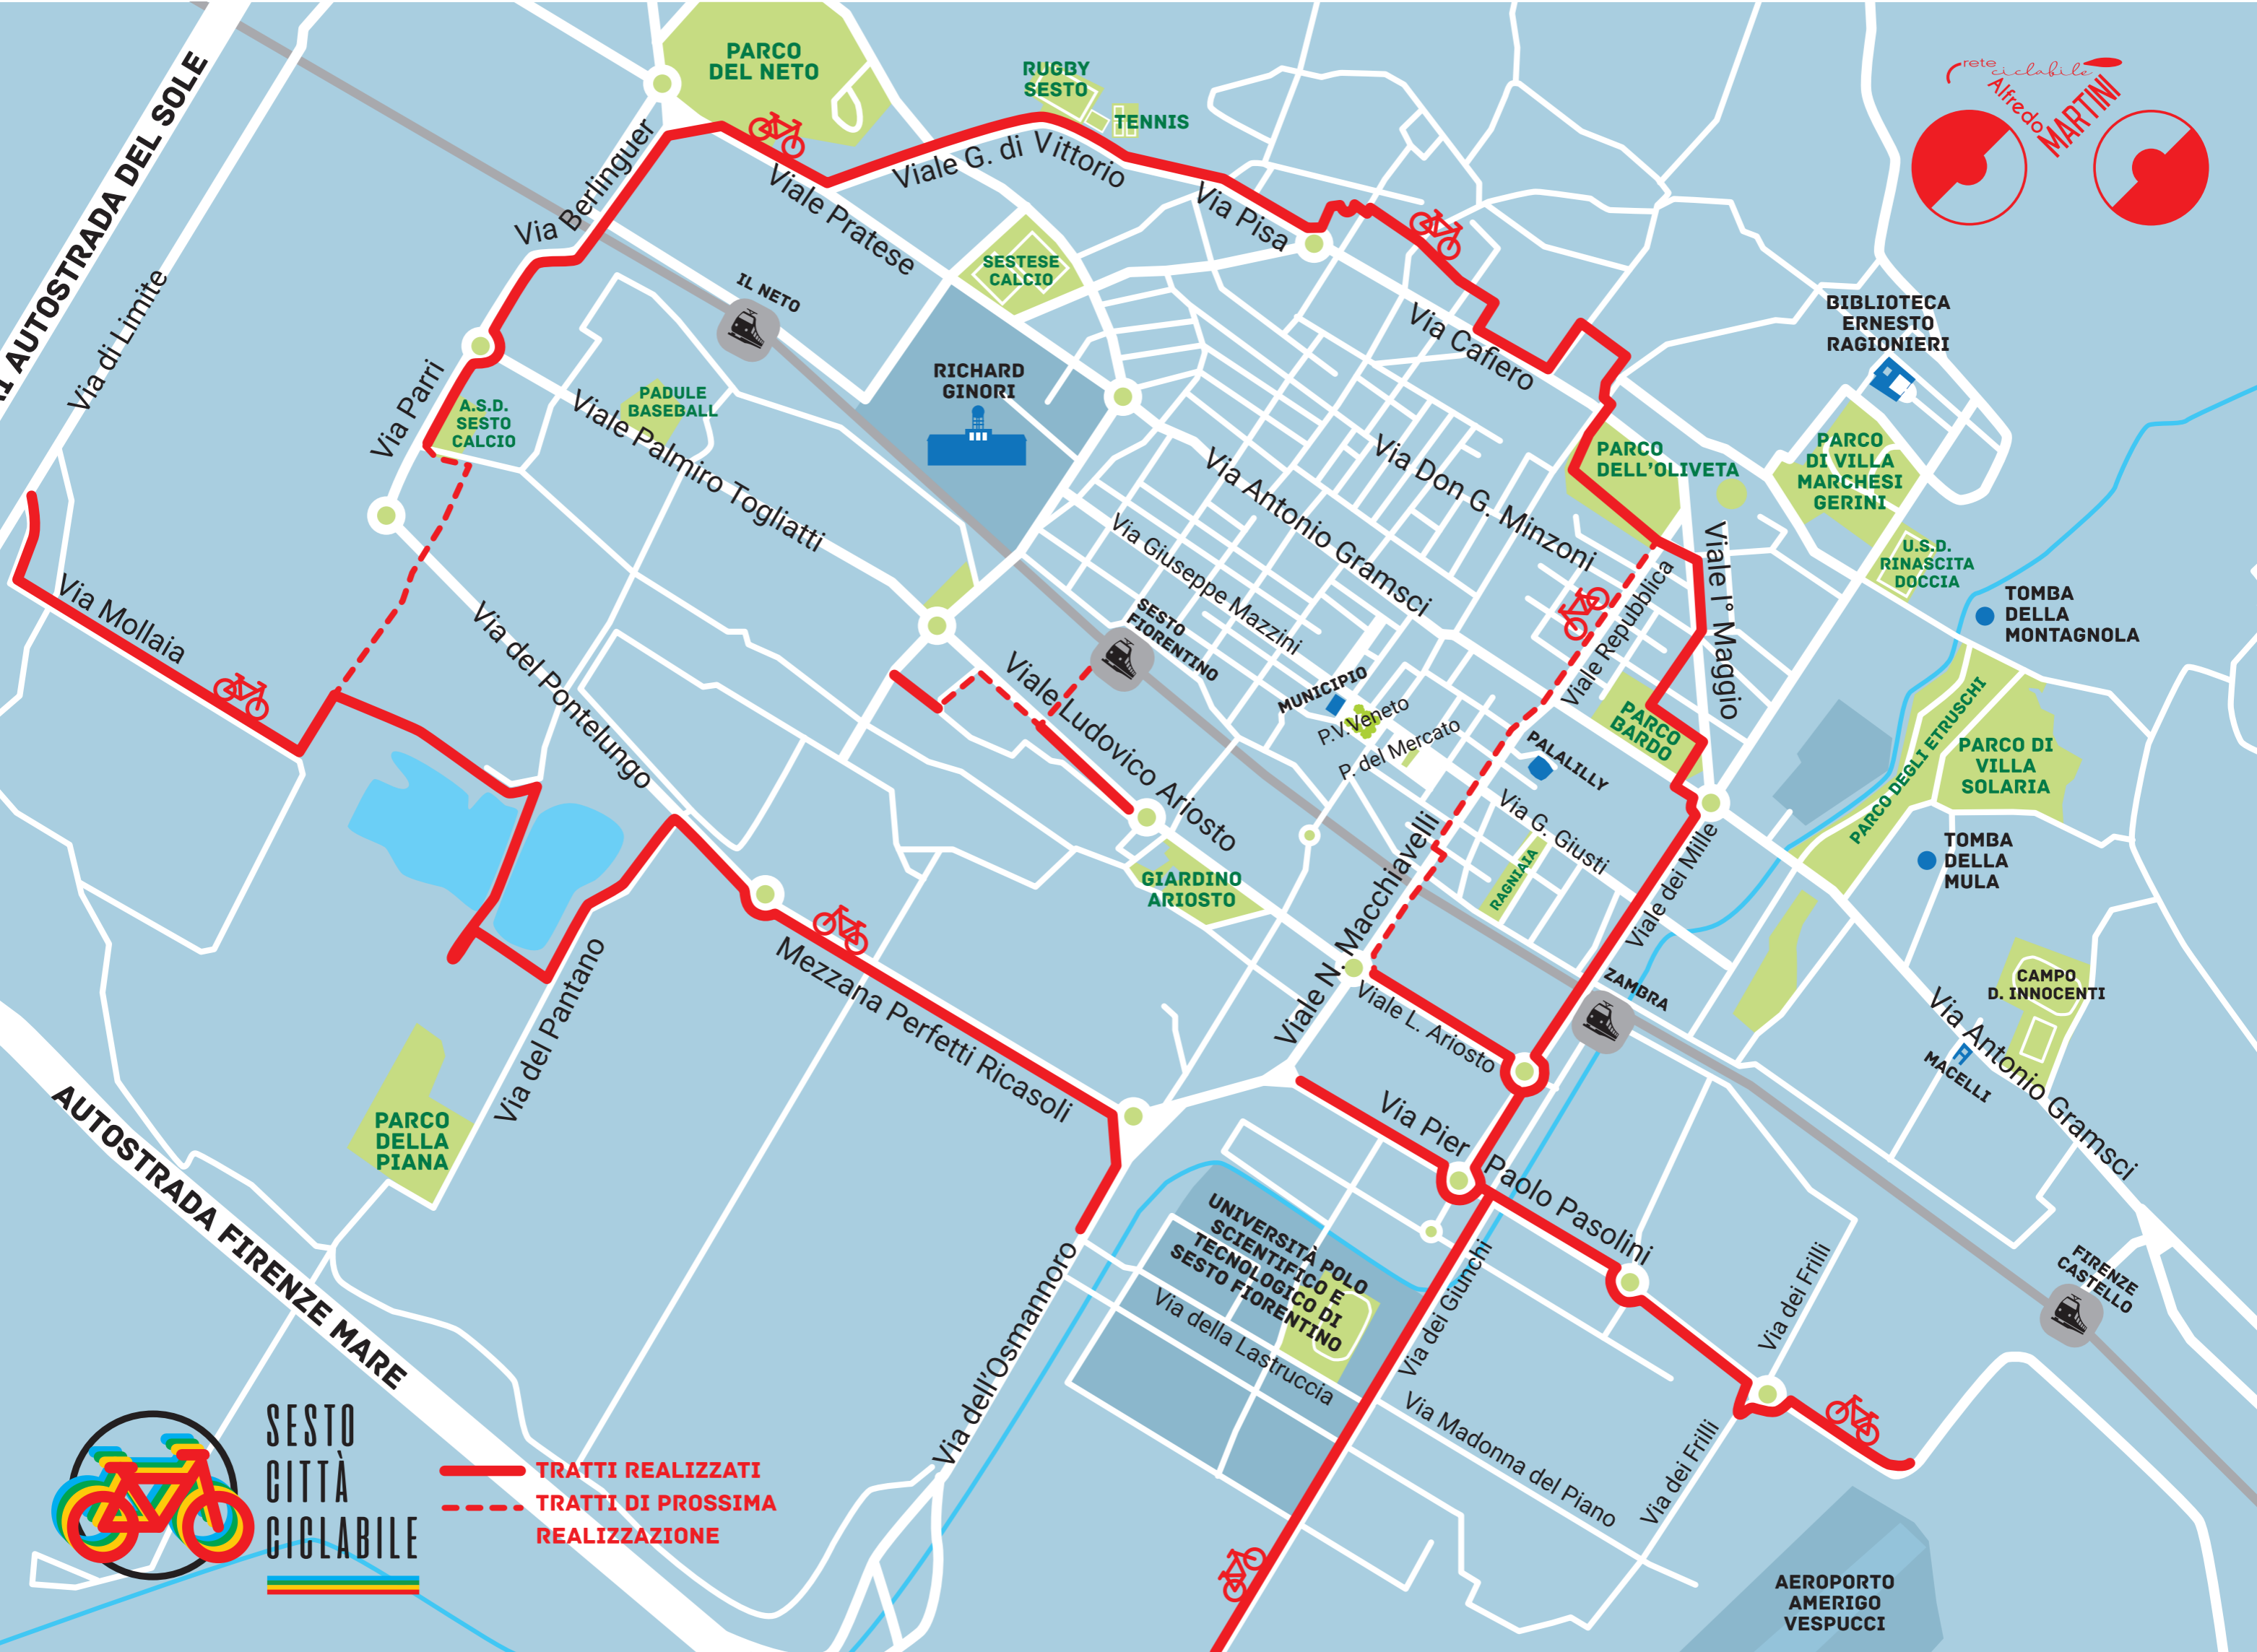 PARCO
DEL NETO
RUGBY
SESTO
TENNIS
rete
ciclabile
Alfredo
MARTINI
AUTOSTRADA DEL SOLE
Via di Limite
Via Berlinguer
Viale Pratese
Viale G. di Vittorio
Via Pisa
SESTESE
CALCIO
IL NETO
Via Cafiero
BIBLIOTECA
ERNESTO
RAGIONIERI
RICHARD
GINORI
Via Parri
A.S.D.
SESTO
CALCIO
PADULE
BASEBALL
Viale Palmiro Togliatti
Via Antonio Gramsci
Via Don G. Minzoni
PARCO
DELL'OLIVETA
PARCO
DI VILLA
MARCHESI
GERINI
U.S.D.
RINASCITA
DOCCIA
Via Giuseppe Mazzini
Viale I° Maggio
Viale Repubblica
TOMBA
DELLA
MONTAGNOLA
Via Mollaia
Via del Pontelungo
SESTO
FIORENTINO
Viale Ludovico Ariosto
MUNICIPIO
P.V. Veneto
P. del Mercato
PALALILLY
PARCO
BARDO
PARCO DEGLI ETRUSCHI
PARCO DI
VILLA
SOLARIA
Via G. Giusti
RAGNIAIA
Viale dei Mille
TOMBA
DELLA
MULA
GIARDINO
ARIOSTO
Viale N. Macchiavelli
Mezzana Perfetti Ricasoli
Via del Pantano
Viale L. Ariosto
ZAMBRA
CAMPO
D. INNOCENTI
Via Antonio Gramsci
MACELLI
PARCO
DELLA
PIANA
Via Pier Paolo Pasolini
AUTOSTRADA FIRENZE MARE
UNIVERSITÀ POLO
SCIENTIFICO E
TECNOLOGICO DI
SESTO FIORENTINO
Via dell'Osmannoro
Via della Lastruccia
Via dei Giunchi
Via dei Frilli
FIRENZE
CASTELLO
Via Madonna del Piano
Via dei Frilli
SESTO
CITTÀ
CICLABILE
TRATTI REALIZZATI
TRATTI DI PROSSIMA
REALIZZAZIONE
AEROPORTO
AMERIGO
VESPUCCI